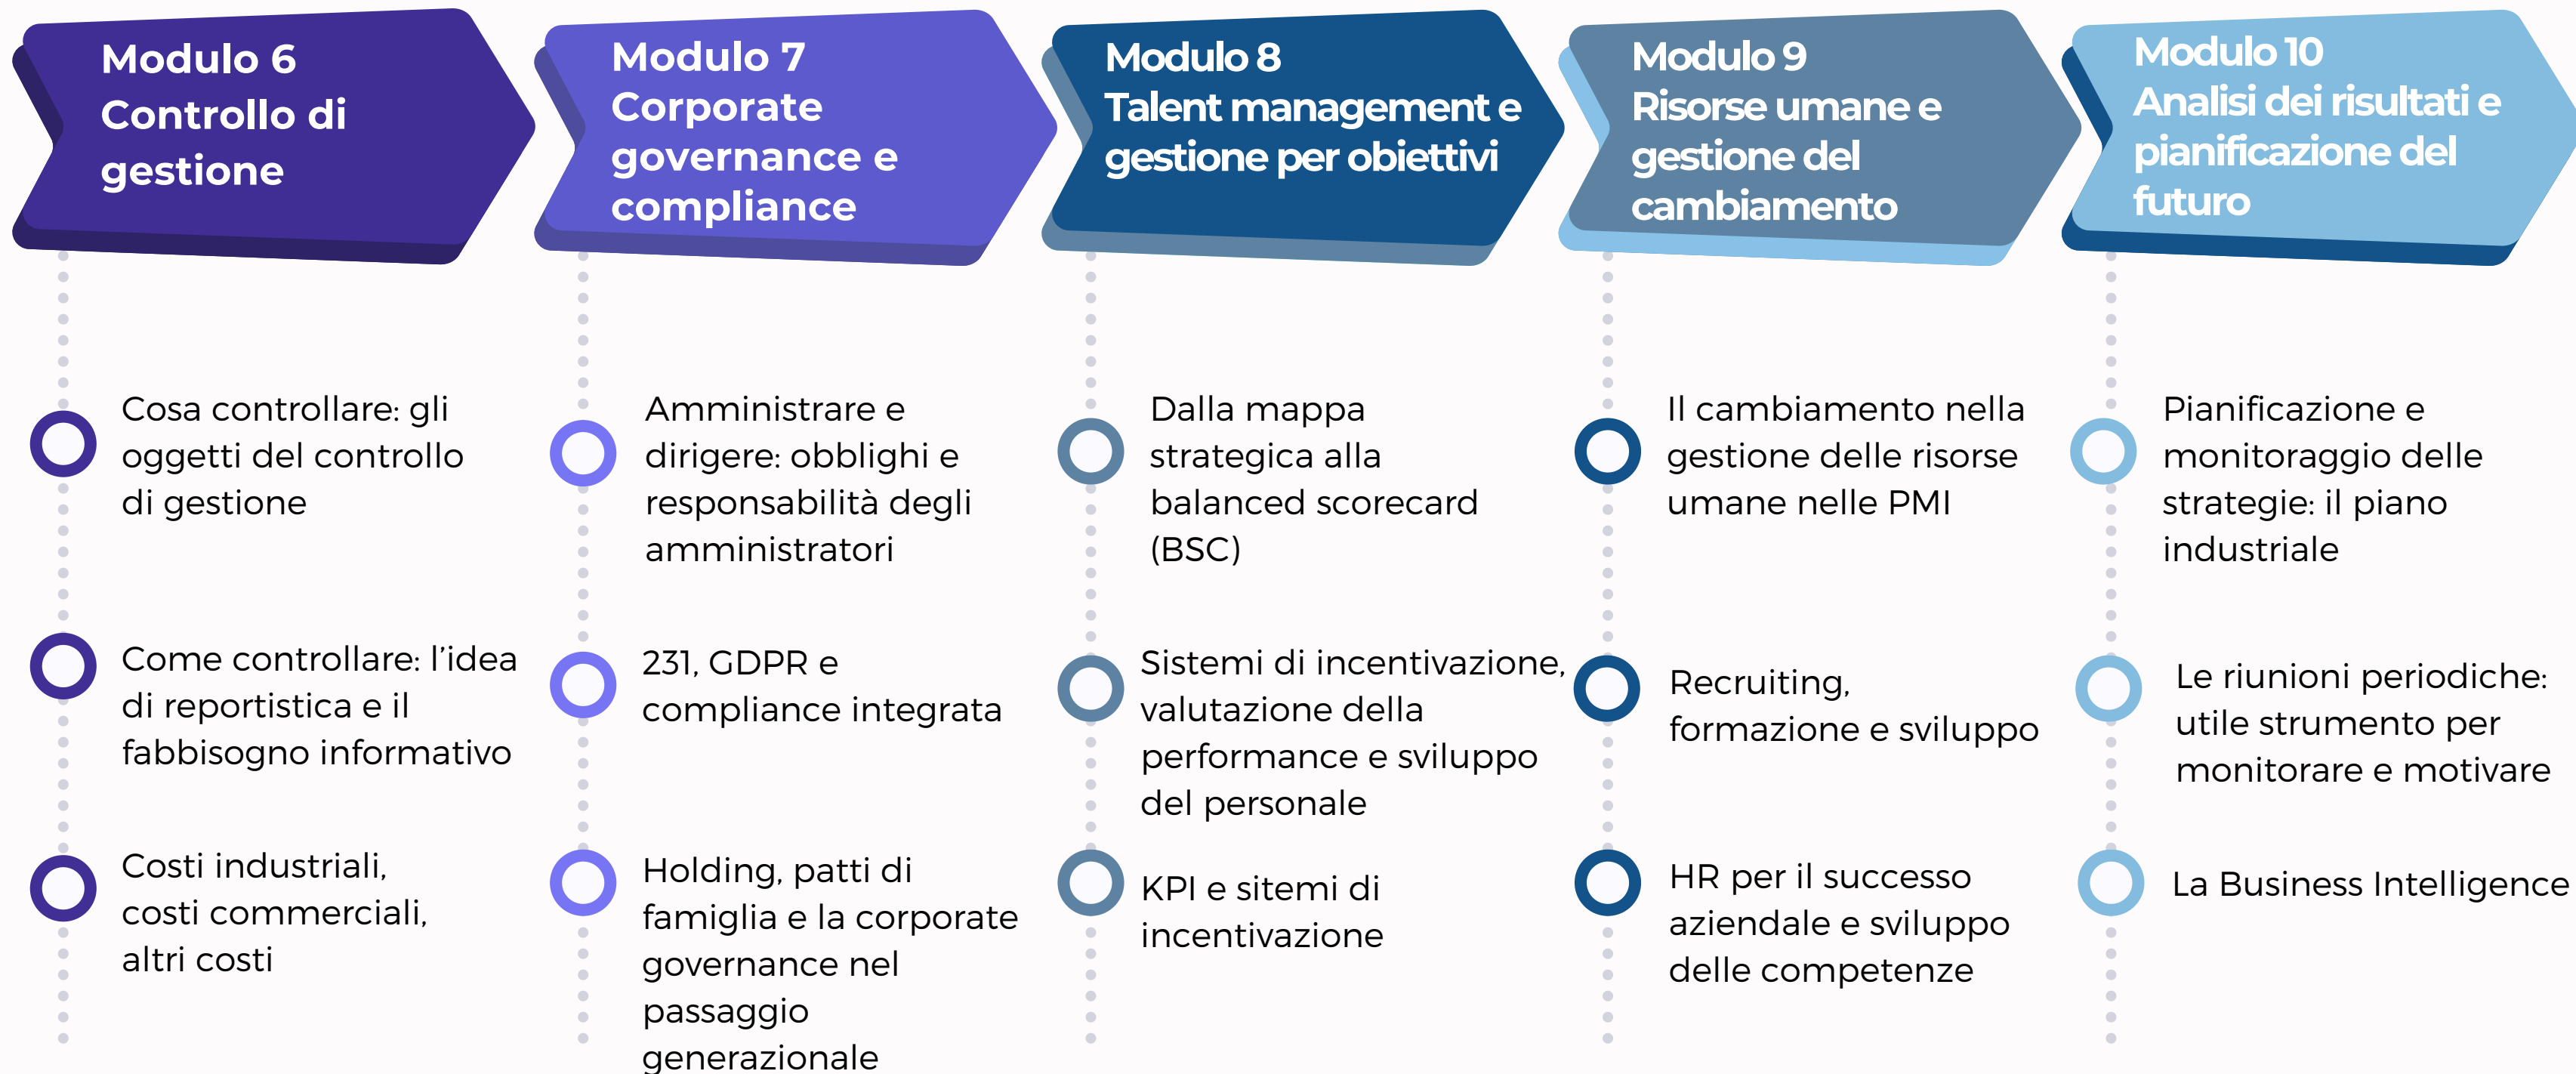 Modulo 6
Controllo di
gestione
Cosa controllare: gli
oggetti del controllo
di gestione
Come controllare: l’idea
di reportistica e il
fabbisogno informativo
Costi industriali,
costi commerciali,
altri costi
Modulo 7
Corporate
governance e
compliance
Amministrare e
dirigere: obblighi e
responsabilità degli
amministratori
231, GDPR e
compliance integrata
Holding, patti di
famiglia e la corporate
governance nel
passaggio
generazionale
Modulo 8
Talent management e
gestione per obiettivi
Dalla mappa
strategica alla
balanced scorecard
(BSC)
Sistemi di incentivazione,
valutazione della
performance e sviluppo
del personale
KPI e sitemi di
incentivazione
Modulo 9
Risorse umane e
gestione del
cambiamento
Il cambiamento nella
gestione delle risorse
umane nelle PMI
Recruiting,
formazione e sviluppo
HR per il successo
aziendale e sviluppo
delle competenze
Modulo 10
Analisi dei risultati e
pianificazione del
futuro
Pianificazione e
monitoraggio delle
strategie: il piano
industriale
Le riunioni periodiche:
utile strumento per
monitorare e motivare
La Business Intelligence